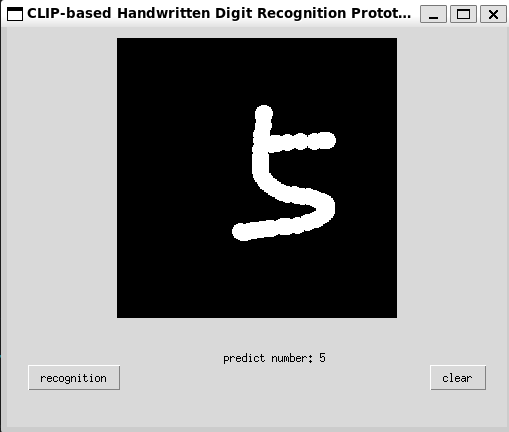 CLIP-based Handwritten Digit Recognition Protot...
5
predict number: 5
recognition
clear